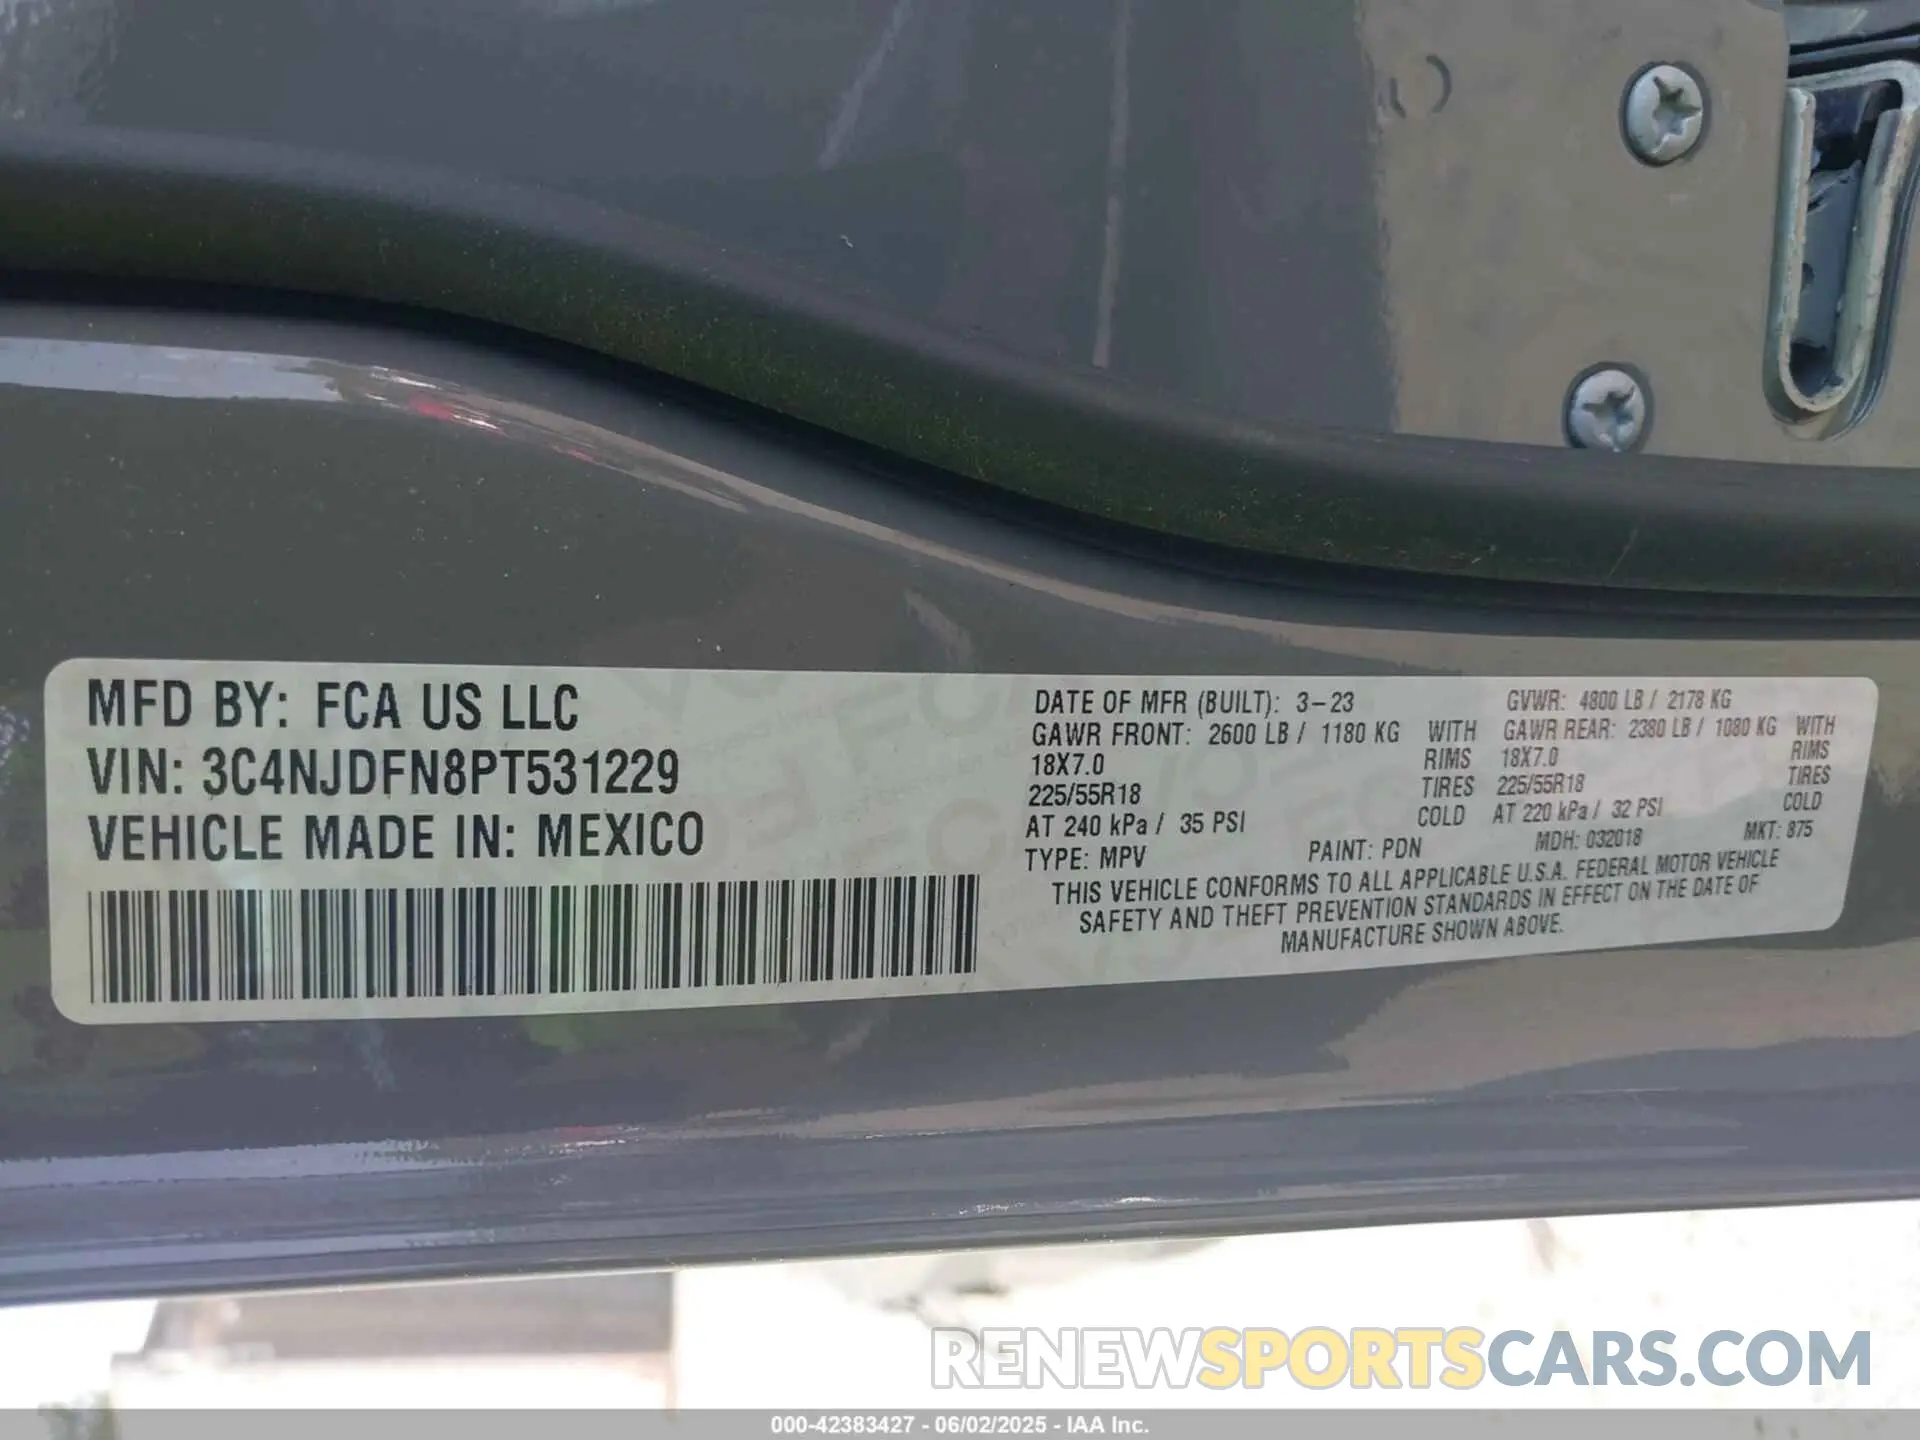 MFD BY: FCA US LLC
VIN: 3C4NJDFN8PT531229
VEHICLE MADE IN: MEXICO
DATE OF MFR (BUILT): 3-23 GVWR: 4800 LB / 2178 KG
GAWR FRONT: 2600 LB / 1180 KG WITH GAWR REAR: 2380 LB / 1080 KG WITH
18X7.0 RIMS 18X7.0 RIMS
225/55R18 TIRES 225/55R18 TIRES
AT 240 kPa / 35 PSI COLD AT 220 kPa / 32 PSI COLD
TYPE: MPV PAINT: PDN MDH: 032018 MKT: 875
THIS VEHICLE CONFORMS TO ALL APPLICABLE U.S.A. FEDERAL MOTOR VEHICLE
SAFETY AND THEFT PREVENTION STANDARDS IN EFFECT ON THE DATE OF
MANUFACTURE SHOWN ABOVE.
RENEWSPORTSCARS.COM
000-42383427 - 06/02/2025 - IAA Inc.